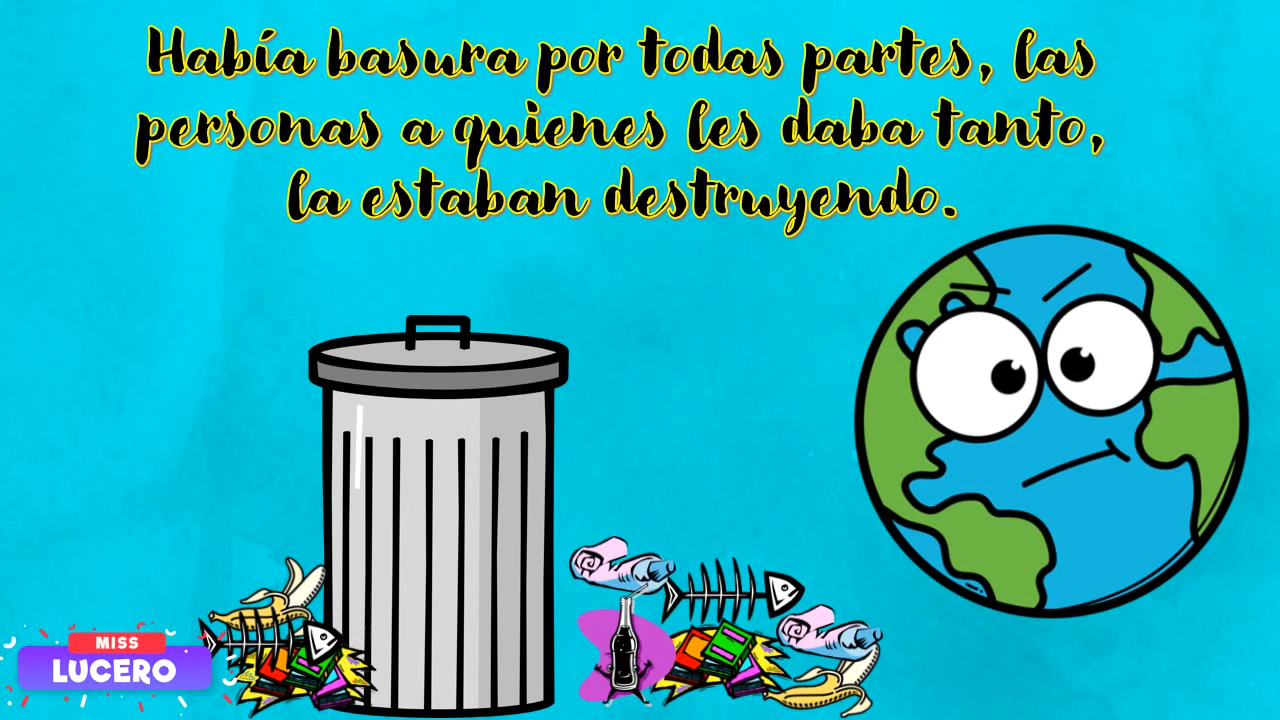 Había basura por todas partes, las
personas a quienes les daba tanto,
la estaban destruyendo.
MISS
LUCERO